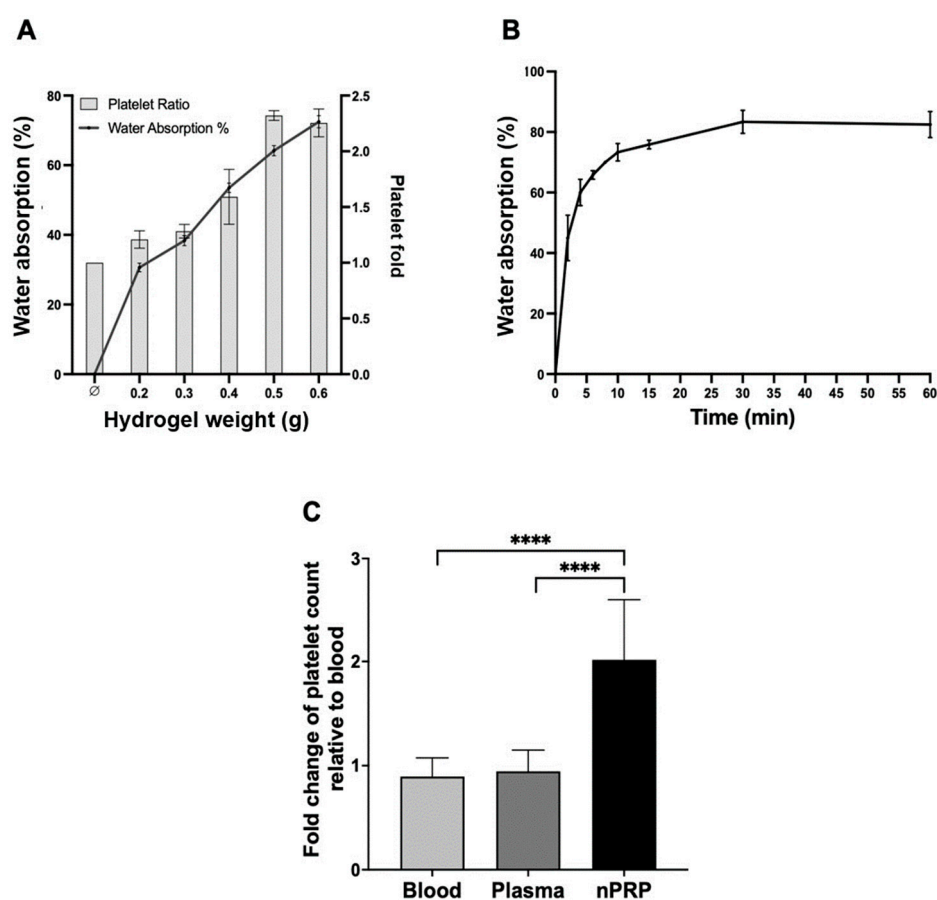 A
Platelet Ratio
Water Absorption %
Water absorption (%)
80
60
40
20
0
2.5
2.0
1.5
1.0
0.5
0.0
Platelet fold
∅ 0.2 0.3 0.4 0.5 0.6
Hydrogel weight (g)
B
Water absorption (%)
100
80
60
40
20
0
0 5 10 15 20 25 30 35 40 45 50 55 60
Time (min)
C
Fold change of platelet count
relative to blood
3
2
1
0
****
****
Blood Plasma nPRP